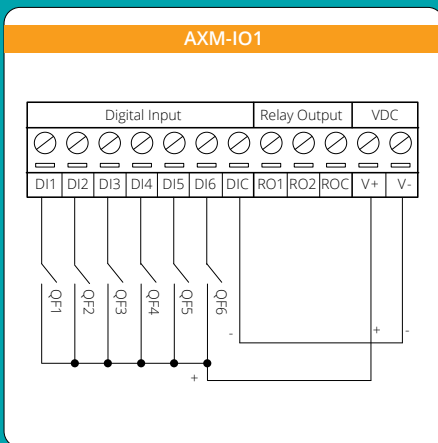 AXM-IO1
Digital Input Relay Output VDC
DI1 DI2 DI3 DI4 DI5 DI6 DIC RO1 RO2 ROC V+ V-
QF1 QF2 QF3 QF4 QF5 QF6
- + -
+